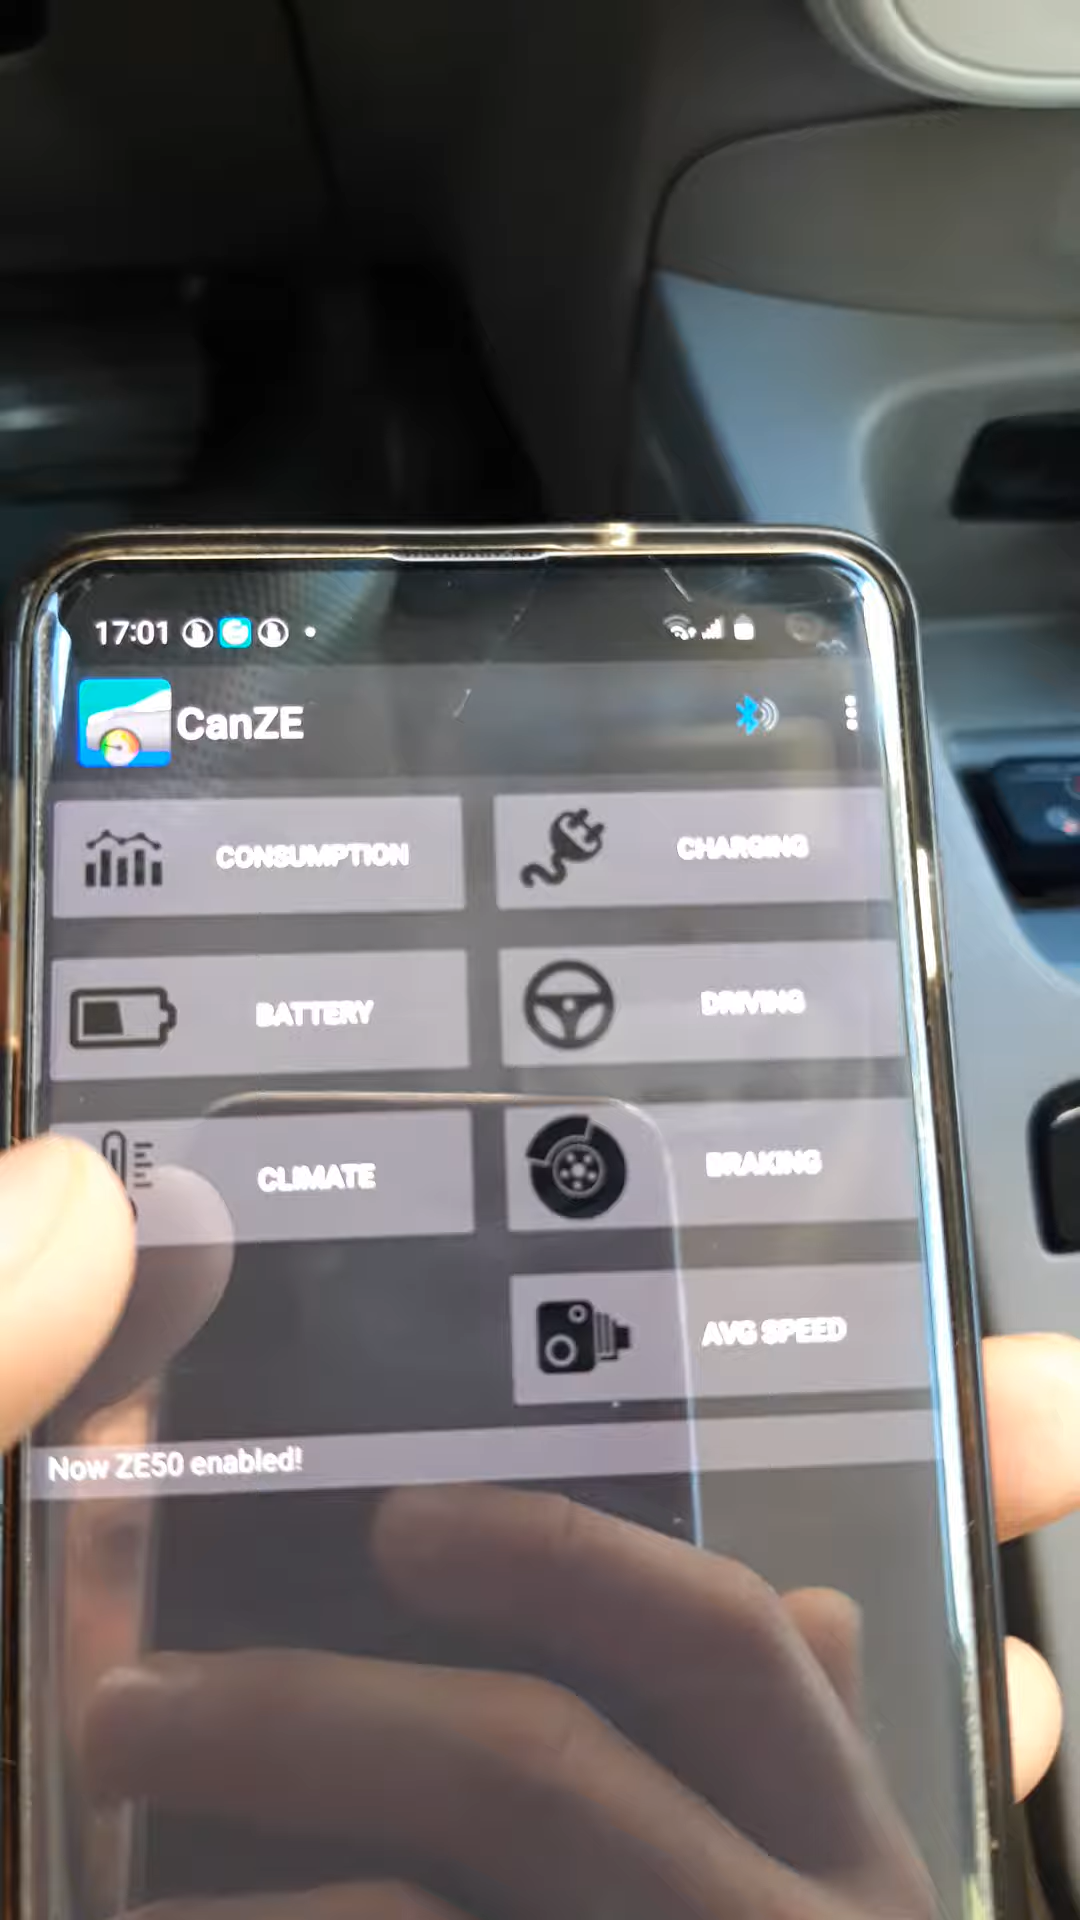 17:01
CanZE
CONSUMPTION
CHARGING
BATTERY
DRIVING
CLIMATE
BRAKING
AVG SPEED
Now ZE50 enabled!